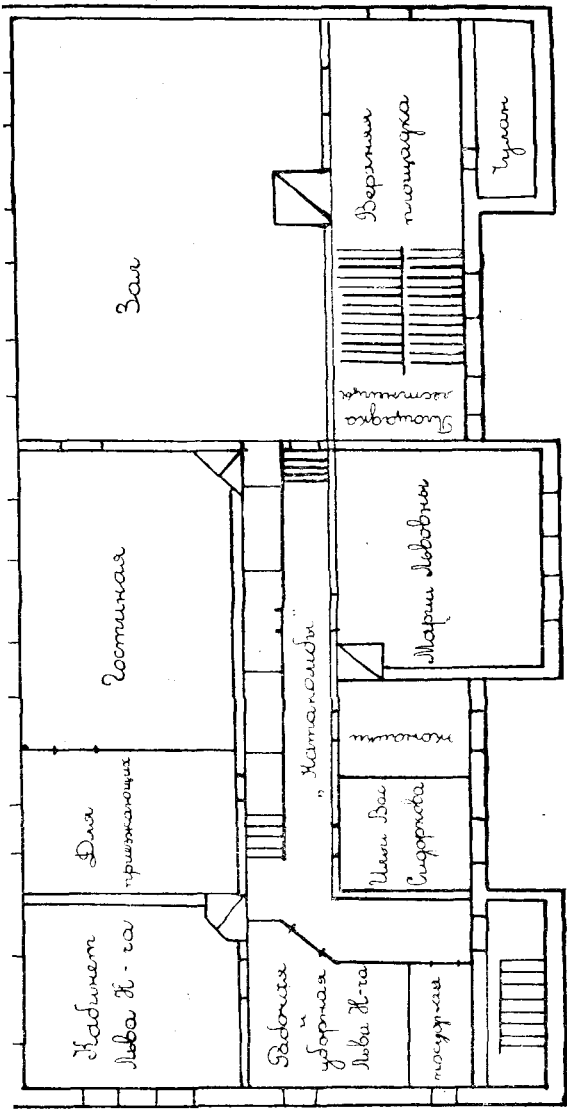 Зал
Верхняя
площадка
Чулан
Площадка
лестницы
Гостиная
„Катакомбы“
Марии Львовны
комната
Для
приезжающих
Ильи Вас
Сидоркова
Кабинет
Льва Н-ча
Рабочая
и
уборная
Льва Н-ча
посудная